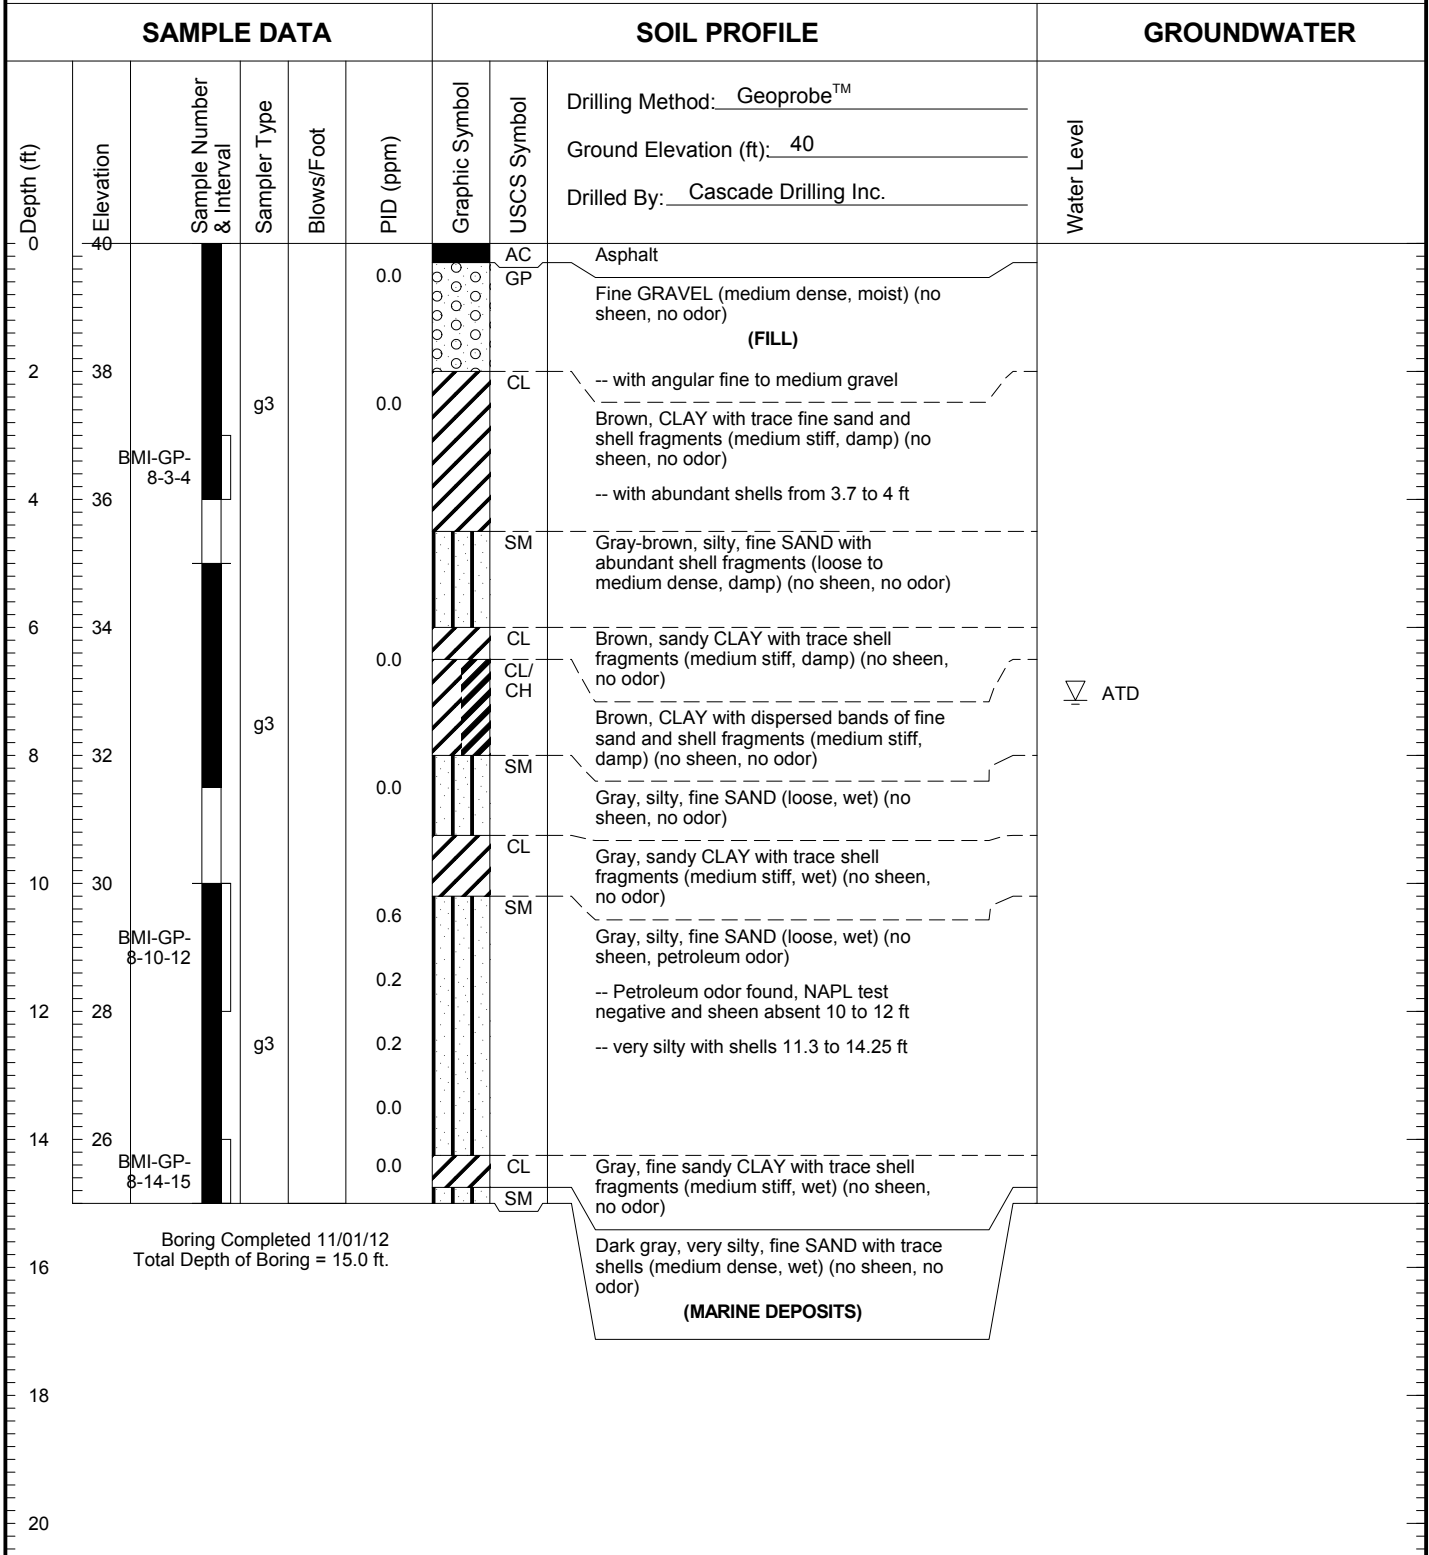 SAMPLE DATA
SOIL PROFILE
GROUNDWATER
Depth (ft)
Elevation
Sample Number
& Interval
Sampler Type
Blows/Foot
PID (ppm)
Graphic Symbol
USCS Symbol
Drilling Method: Geoprobe™
Ground Elevation (ft): 40
Drilled By: Cascade Drilling Inc.
Water Level
0 40
AC Asphalt
0.0 GP
Fine GRAVEL (medium dense, moist) (no
sheen, no odor)
(FILL)
2 38
CL -- with angular fine to medium gravel
g3 0.0
Brown, CLAY with trace fine sand and
shell fragments (medium stiff, damp) (no
sheen, no odor)
BMI-GP-
8-3-4
4 36
-- with abundant shells from 3.7 to 4 ft
SM Gray-brown, silty, fine SAND with
abundant shell fragments (loose to
medium dense, damp) (no sheen, no odor)
6 34
CL Brown, sandy CLAY with trace shell
fragments (medium stiff, damp) (no sheen,
no odor)
0.0
CL/
CH
ATD
g3
Brown, CLAY with dispersed bands of fine
sand and shell fragments (medium stiff,
damp) (no sheen, no odor)
8 32
SM
0.0
Gray, silty, fine SAND (loose, wet) (no
sheen, no odor)
CL
Gray, sandy CLAY with trace shell
fragments (medium stiff, wet) (no sheen,
no odor)
10 30
0.6 SM
BMI-GP-
8-10-12
Gray, silty, fine SAND (loose, wet) (no
sheen, petroleum odor)
0.2
-- Petroleum odor found, NAPL test
negative and sheen absent 10 to 12 ft
12 28
g3 0.2
-- very silty with shells 11.3 to 14.25 ft
0.0
14 26
BMI-GP-
8-14-15
0.0 CL
Gray, fine sandy CLAY with trace shell
fragments (medium stiff, wet) (no sheen,
no odor)
SM
Boring Completed 11/01/12
Total Depth of Boring = 15.0 ft.
Dark gray, very silty, fine SAND with trace
shells (medium dense, wet) (no sheen, no
odor)
(MARINE DEPOSITS)
16
18
20